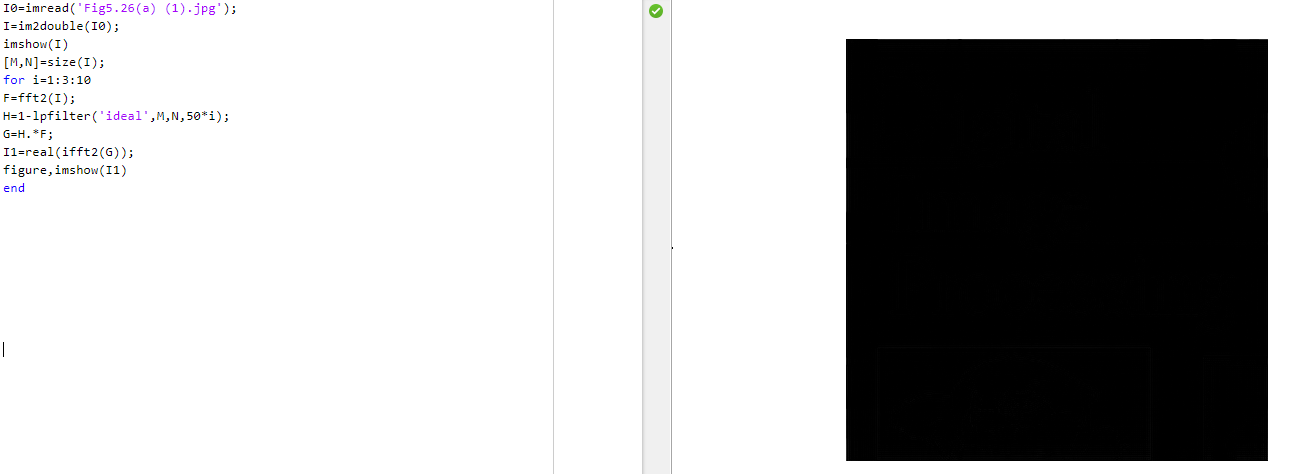 I0=imread('Fig5.26(a) (1).jpg');
I=im2double(I0);
imshow(I)
[M,N]=size(I);
for i=1:3:10
F=fft2(I);
H=1-lpfilter('ideal',M,N,50*i);
G=H.*F;
I1=real(ifft2(G));
figure,imshow(I1)
end